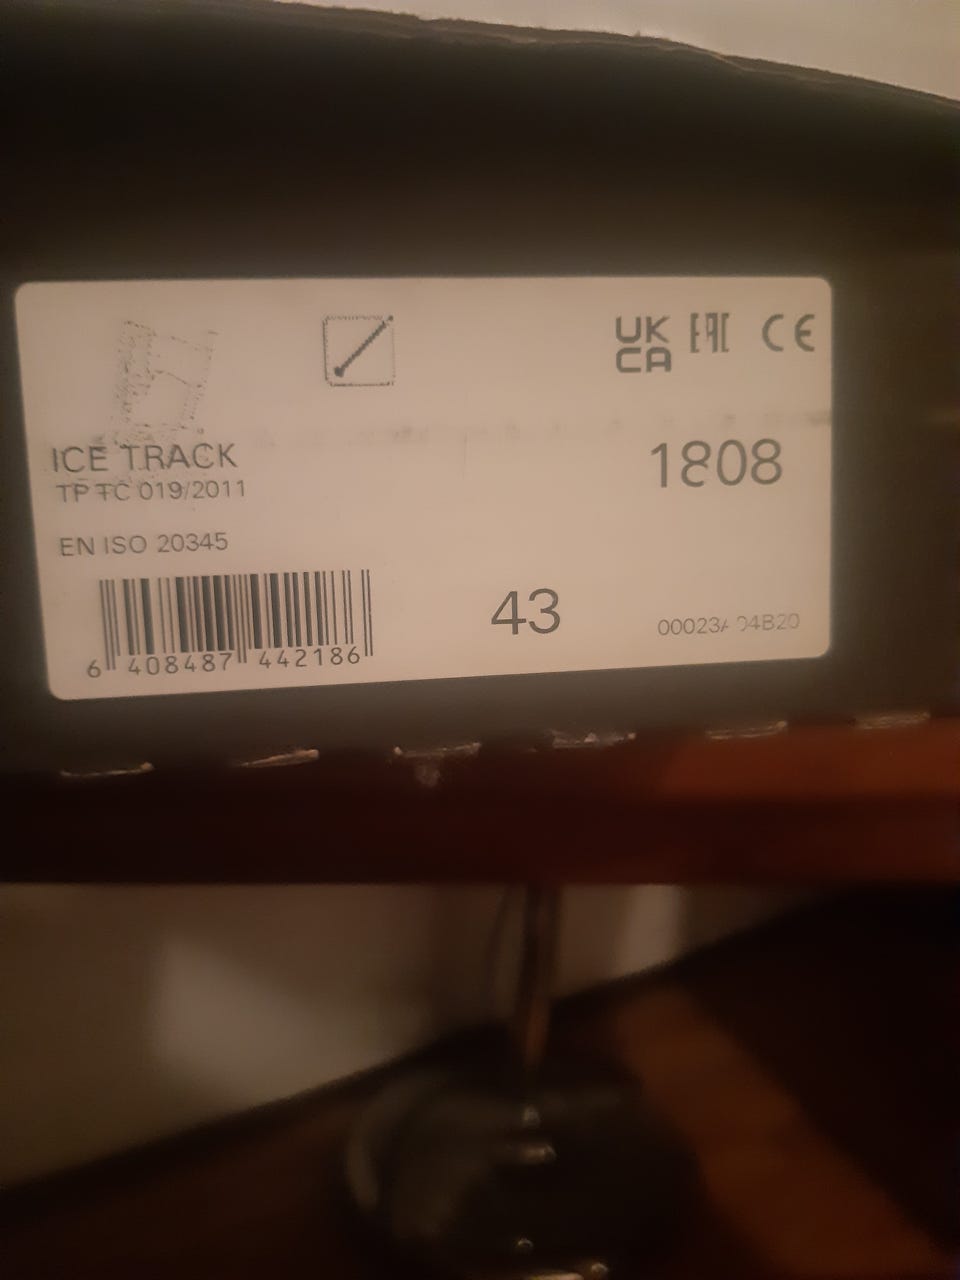 UK
CA
EAC
CE
ICE TRACK
1808
TP TC 019/2011
EN ISO 20345
43
6 408487 442186